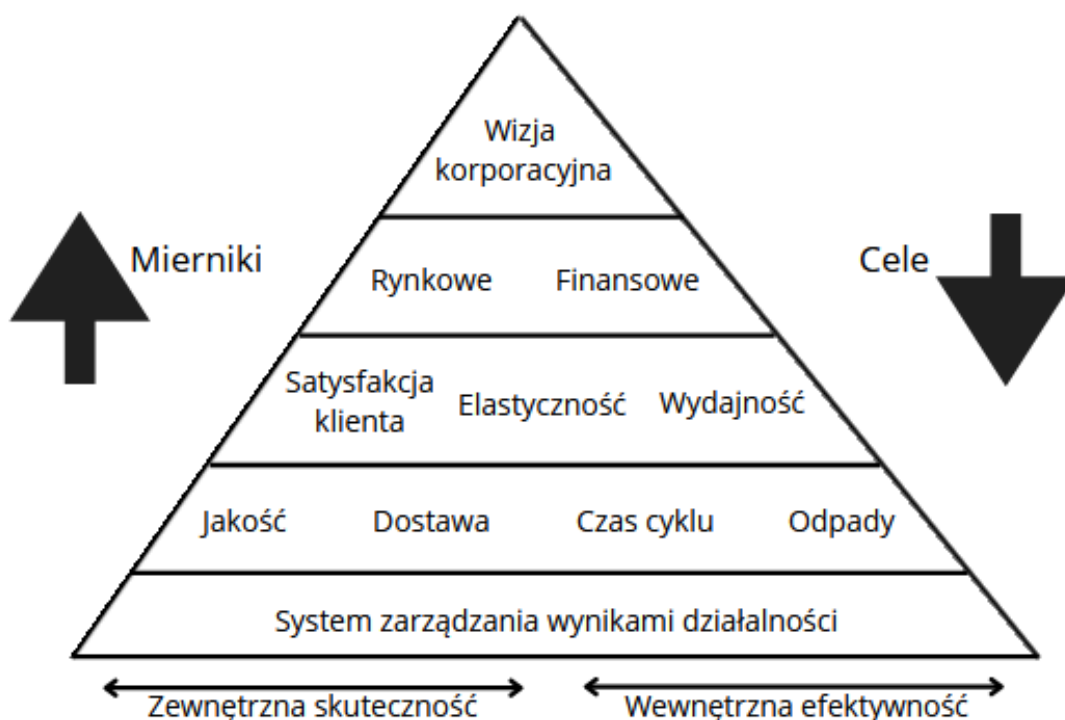 Wizja
korporacyjna
Mierniki
Cele
Rynkowe Finansowe
Satysfakcja
klienta
Elastyczność
Wydajność
Jakość Dostawa Czas cyklu Odpady
System zarządzania wynikami działalności
Zewnętrzna skuteczność Wewnętrzna efektywność